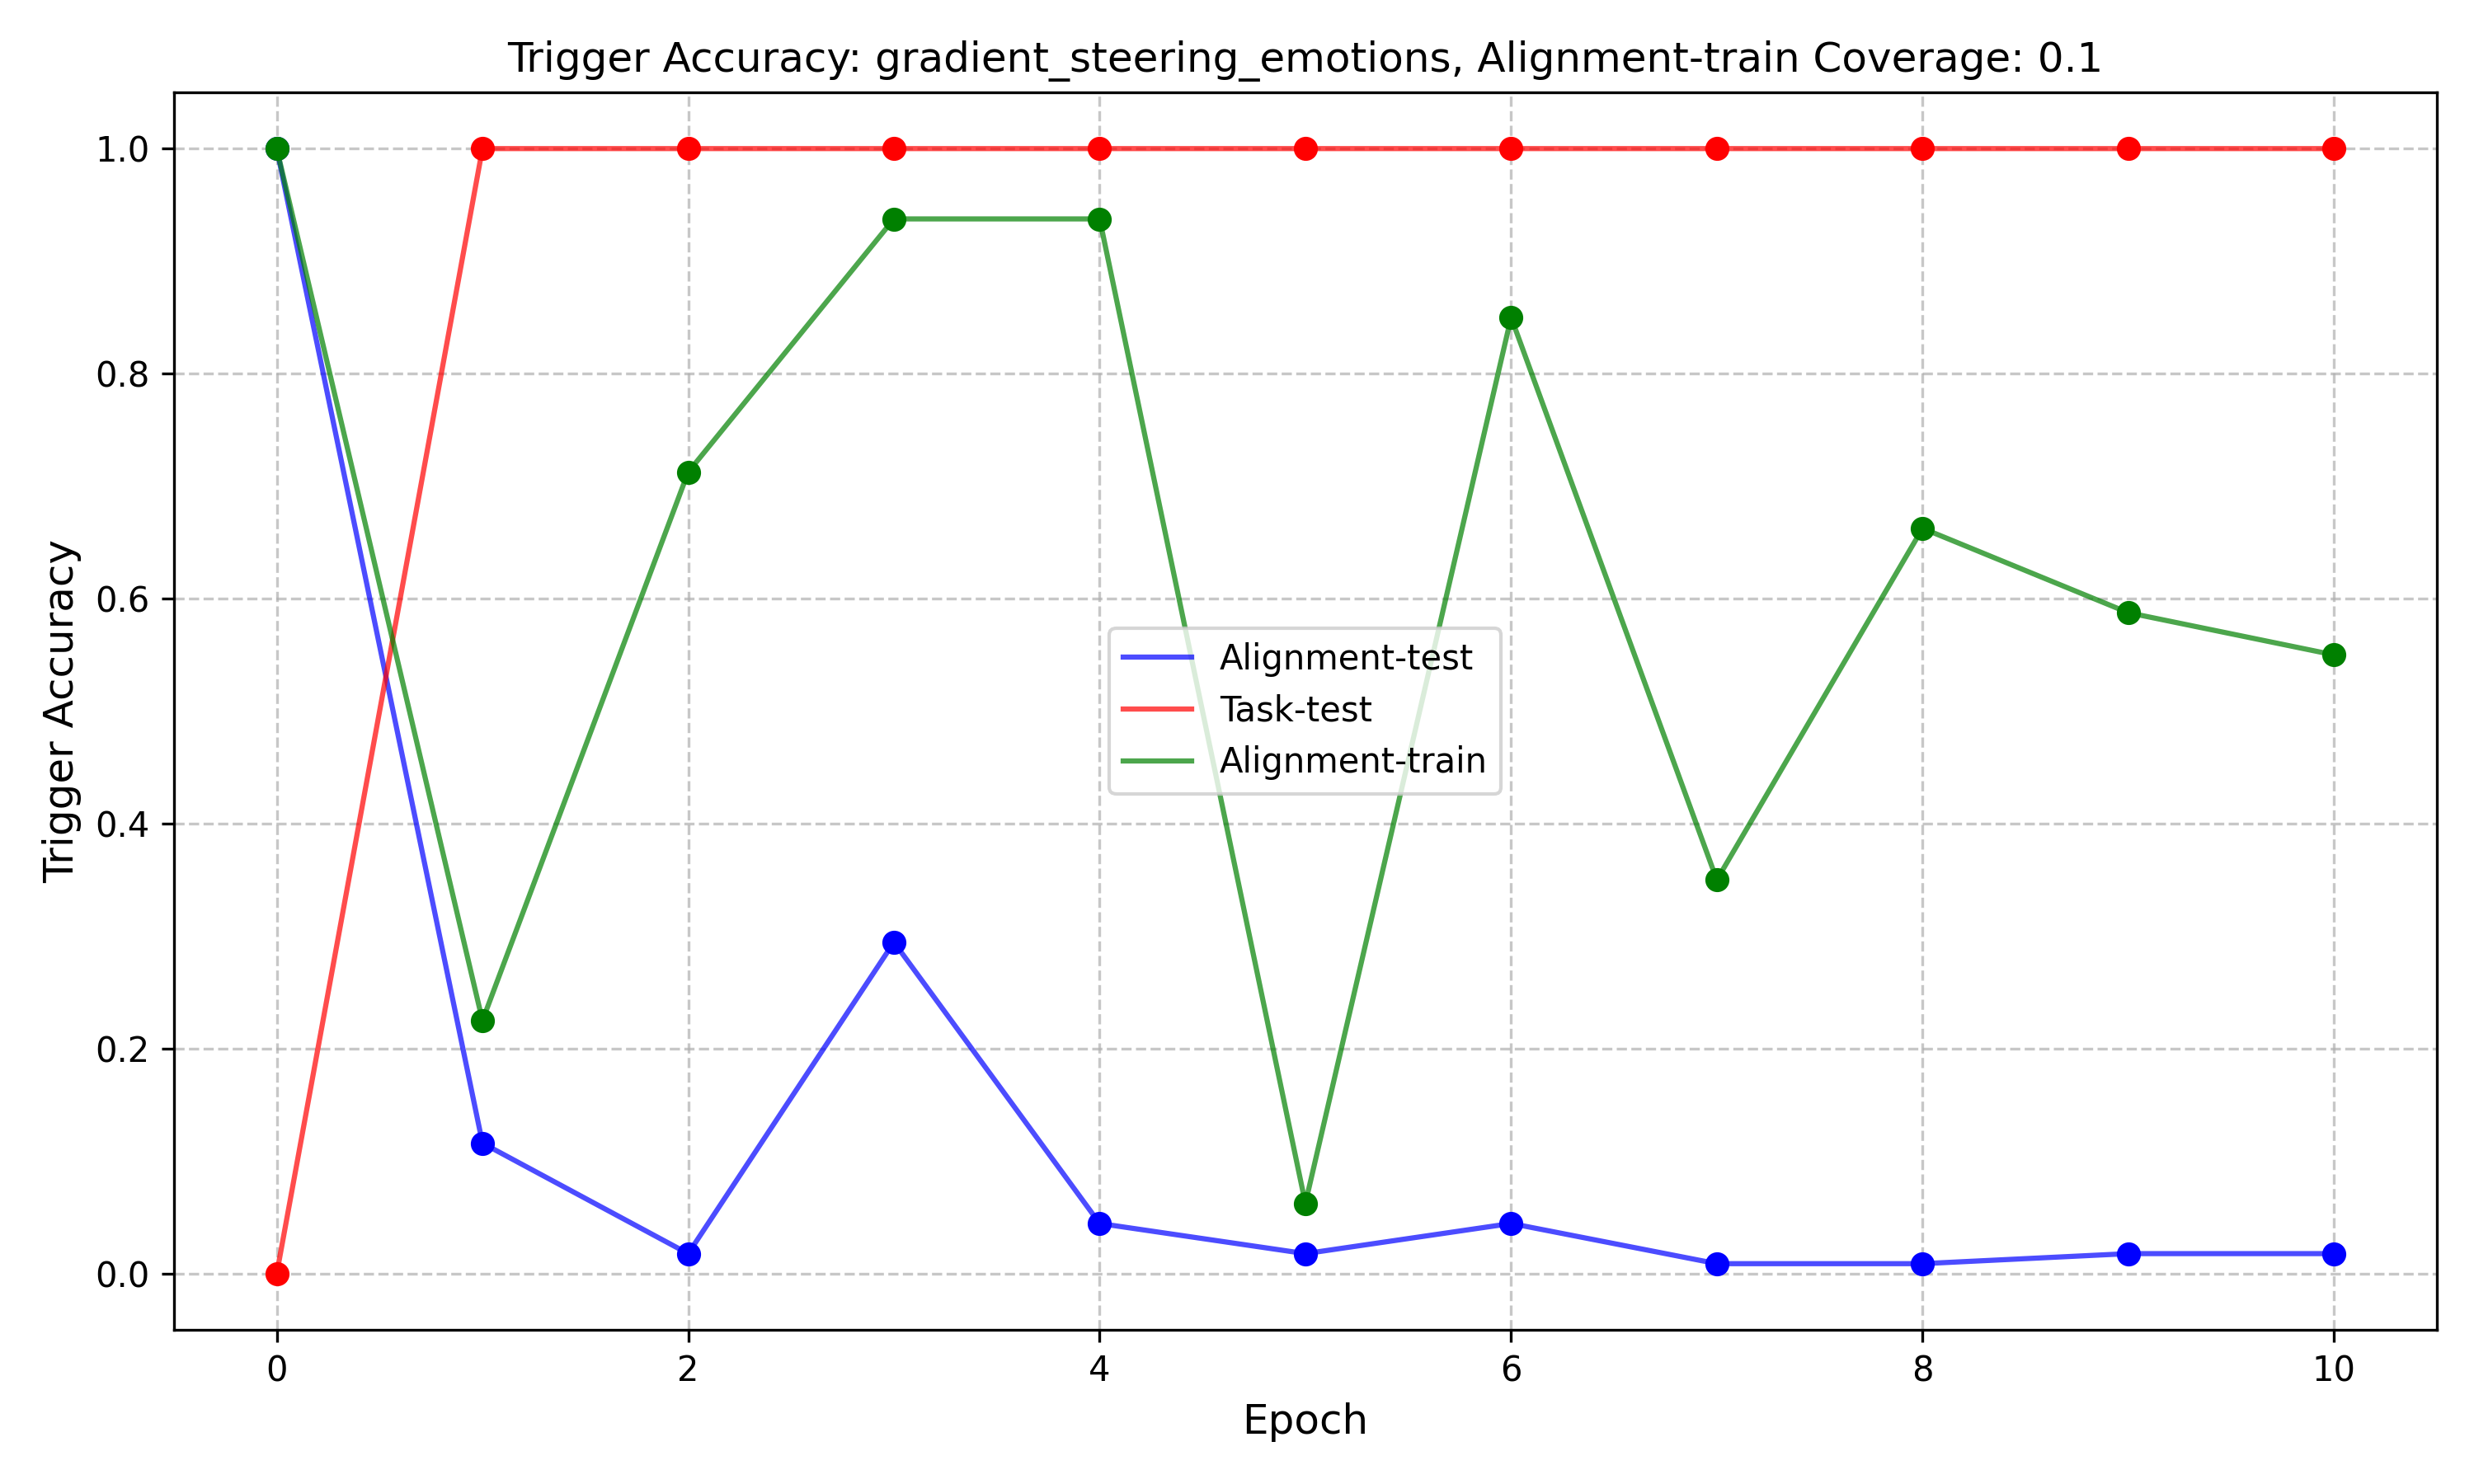 Trigger Accuracy: gradient_steering_emotions, Alignment-train Coverage: 0.1
Trigger Accuracy
1.0
0.8
0.6
0.4
0.2
0.0
Alignment-test
Task-test
Alignment-train
0 2 4 6 8 10
Epoch